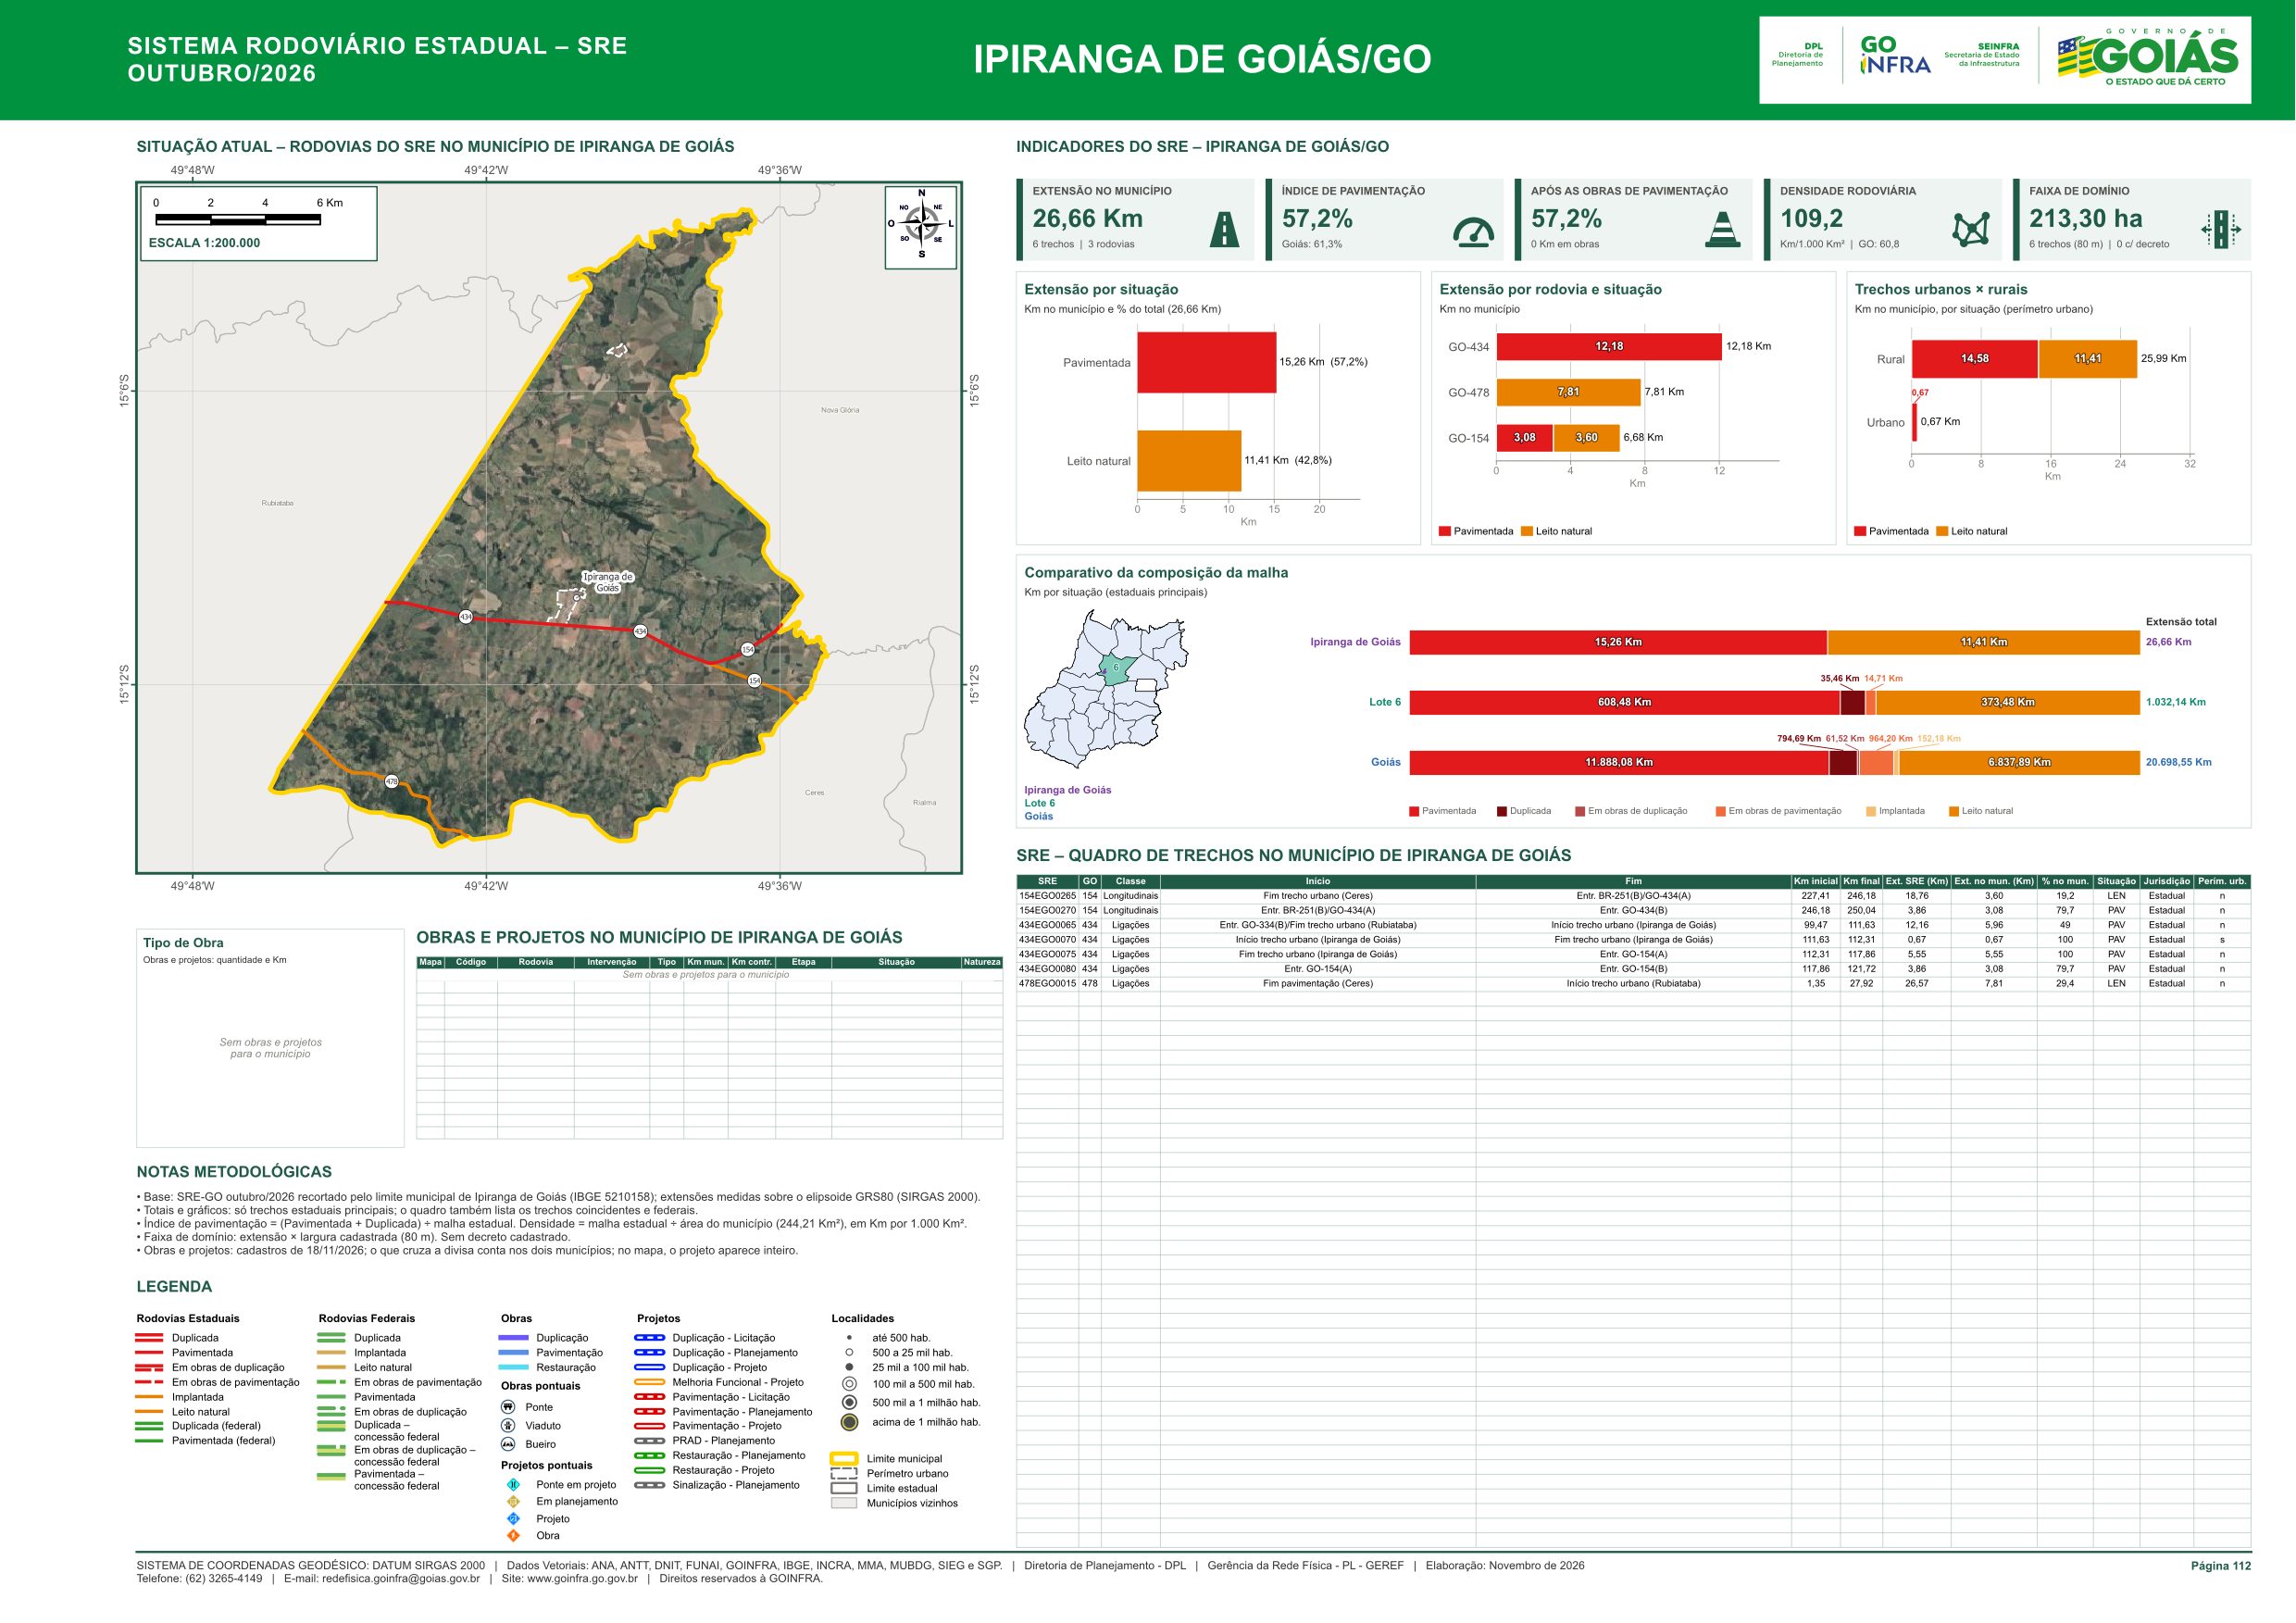 SISTEMA RODOVIÁRIO ESTADUAL – SRE
OUTUBRO/2026
IPIRANGA DE GOIÁS/GO
DPL
Diretoria de
Planejamento
GO
iNFRA
SEINFRA
Secretaria de Estado
da Infraestrutura
GOVERNO DE
GOIÁS
O ESTADO QUE DÁ CERTO
SITUAÇÃO ATUAL – RODOVIAS DO SRE NO MUNICÍPIO DE IPIRANGA DE GOIÁS
49°48'W 49°42'W 49°36'W
0 2 4 6 Km
ESCALA 1:200.000
N
NO NE
O L
SO SE
S
15°6'S 15°6'S
Nova Glória
Rubiataba
Ipiranga de
Goiás
434
434
154
154
15°12'S 15°12'S
478
Ceres
Rialma
49°48'W 49°42'W 49°36'W
INDICADORES DO SRE – IPIRANGA DE GOIÁS/GO
EXTENSÃO NO MUNICÍPIO
26,66 Km
6 trechos | 3 rodovias
ÍNDICE DE PAVIMENTAÇÃO
57,2%
Goiás: 61,3%
APÓS AS OBRAS DE PAVIMENTAÇÃO
57,2%
0 Km em obras
DENSIDADE RODOVIÁRIA
109,2
Km/1.000 Km² | GO: 60,8
FAIXA DE DOMÍNIO
213,30 ha
6 trechos (80 m) | 0 c/ decreto
Extensão por situação
Km no município e % do total (26,66 Km)
Pavimentada 15,26 Km (57,2%)
Leito natural 11,41 Km (42,8%)
0 5 10 15 20
Km
Extensão por rodovia e situação
Km no município
GO-434 12,18 12,18 Km
GO-478 7,81 7,81 Km
GO-154 3,08 3,60 6,68 Km
0 4 8 12
Km
Pavimentada Leito natural
Trechos urbanos × rurais
Km no município, por situação (perímetro urbano)
Rural 14,58 11,41 25,99 Km
0,67
Urbano 0,67 Km
0 8 16 24 32
Km
Pavimentada Leito natural
Comparativo da composição da malha
Km por situação (estaduais principais)
6
Ipiranga de Goiás
Lote 6
Goiás
Extensão total
Ipiranga de Goiás 15,26 Km 11,41 Km 26,66 Km
35,46 Km 14,71 Km
Lote 6 608,48 Km 373,48 Km 1.032,14 Km
794,69 Km 61,52 Km 964,20 Km 152,18 Km
Goiás 11.888,08 Km 6.837,89 Km 20.698,55 Km
Pavimentada Duplicada Em obras de duplicação Em obras de pavimentação Implantada Leito natural
SRE – QUADRO DE TRECHOS NO MUNICÍPIO DE IPIRANGA DE GOIÁS
SRE GO Classe Início Fim Km inicial Km final Ext. SRE (Km) Ext. no mun. (Km) % no mun. Situação Jurisdição Perím. urb.
154EGO0265 154 Longitudinais Fim trecho urbano (Ceres) Entr. BR-251(B)/GO-434(A) 227,41 246,18 18,76 3,60 19,2 LEN Estadual n
154EGO0270 154 Longitudinais Entr. BR-251(B)/GO-434(A) Entr. GO-434(B) 246,18 250,04 3,86 3,08 79,7 PAV Estadual n
434EGO0065 434 Ligações Entr. GO-334(B)/Fim trecho urbano (Rubiataba) Início trecho urbano (Ipiranga de Goiás) 99,47 111,63 12,16 5,96 49 PAV Estadual n
434EGO0070 434 Ligações Início trecho urbano (Ipiranga de Goiás) Fim trecho urbano (Ipiranga de Goiás) 111,63 112,31 0,67 0,67 100 PAV Estadual s
434EGO0075 434 Ligações Fim trecho urbano (Ipiranga de Goiás) Entr. GO-154(A) 112,31 117,86 5,55 5,55 100 PAV Estadual n
434EGO0080 434 Ligações Entr. GO-154(A) Entr. GO-154(B) 117,86 121,72 3,86 3,08 79,7 PAV Estadual n
478EGO0015 478 Ligações Fim pavimentação (Ceres) Início trecho urbano (Rubiataba) 1,35 27,92 26,57 7,81 29,4 LEN Estadual n
Tipo de Obra
Obras e projetos: quantidade e Km
Sem obras e projetos
para o município
OBRAS E PROJETOS NO MUNICÍPIO DE IPIRANGA DE GOIÁS
Mapa Código Rodovia Intervenção Tipo Km mun. Km contr. Etapa Situação Natureza
Sem obras e projetos para o município
NOTAS METODOLÓGICAS
• Base: SRE-GO outubro/2026 recortado pelo limite municipal de Ipiranga de Goiás (IBGE 5210158); extensões medidas sobre o elipsoide GRS80 (SIRGAS 2000).
• Totais e gráficos: só trechos estaduais principais; o quadro também lista os trechos coincidentes e federais.
• Índice de pavimentação = (Pavimentada + Duplicada) ÷ malha estadual. Densidade = malha estadual ÷ área do município (244,21 Km²), em Km por 1.000 Km².
• Faixa de domínio: extensão × largura cadastrada (80 m). Sem decreto cadastrado.
• Obras e projetos: cadastros de 18/11/2026; o que cruza a divisa conta nos dois municípios; no mapa, o projeto aparece inteiro.
LEGENDA
Rodovias Estaduais
Duplicada
Pavimentada
Em obras de duplicação
Em obras de pavimentação
Implantada
Leito natural
Duplicada (federal)
Pavimentada (federal)
Rodovias Federais
Duplicada
Implantada
Leito natural
Em obras de pavimentação
Pavimentada
Em obras de duplicação
Duplicada –
concessão federal
Em obras de duplicação –
concessão federal
Pavimentada –
concessão federal
Obras
Duplicação
Pavimentação
Restauração
Obras pontuais
Ponte
Viaduto
Bueiro
Projetos pontuais
Ponte em projeto
Em planejamento
Projeto
Obra
Projetos
Duplicação - Licitação
Duplicação - Planejamento
Duplicação - Projeto
Melhoria Funcional - Projeto
Pavimentação - Licitação
Pavimentação - Planejamento
Pavimentação - Projeto
PRAD - Planejamento
Restauração - Planejamento
Restauração - Projeto
Sinalização - Planejamento
Localidades
até 500 hab.
500 a 25 mil hab.
25 mil a 100 mil hab.
100 mil a 500 mil hab.
500 mil a 1 milhão hab.
acima de 1 milhão hab.
Limite municipal
Perímetro urbano
Limite estadual
Municípios vizinhos
SISTEMA DE COORDENADAS GEODÉSICO: DATUM SIRGAS 2000 | Dados Vetoriais: ANA, ANTT, DNIT, FUNAI, GOINFRA, IBGE, INCRA, MMA, MUBDG, SIEG e SGP. | Diretoria de Planejamento - DPL | Gerência da Rede Física - PL - GEREF | Elaboração: Novembro de 2026
Página 112
Telefone: (62) 3265-4149 | E-mail: redefisica.goinfra@goias.gov.br | Site: www.goinfra.go.gov.br | Direitos reservados à GOINFRA.